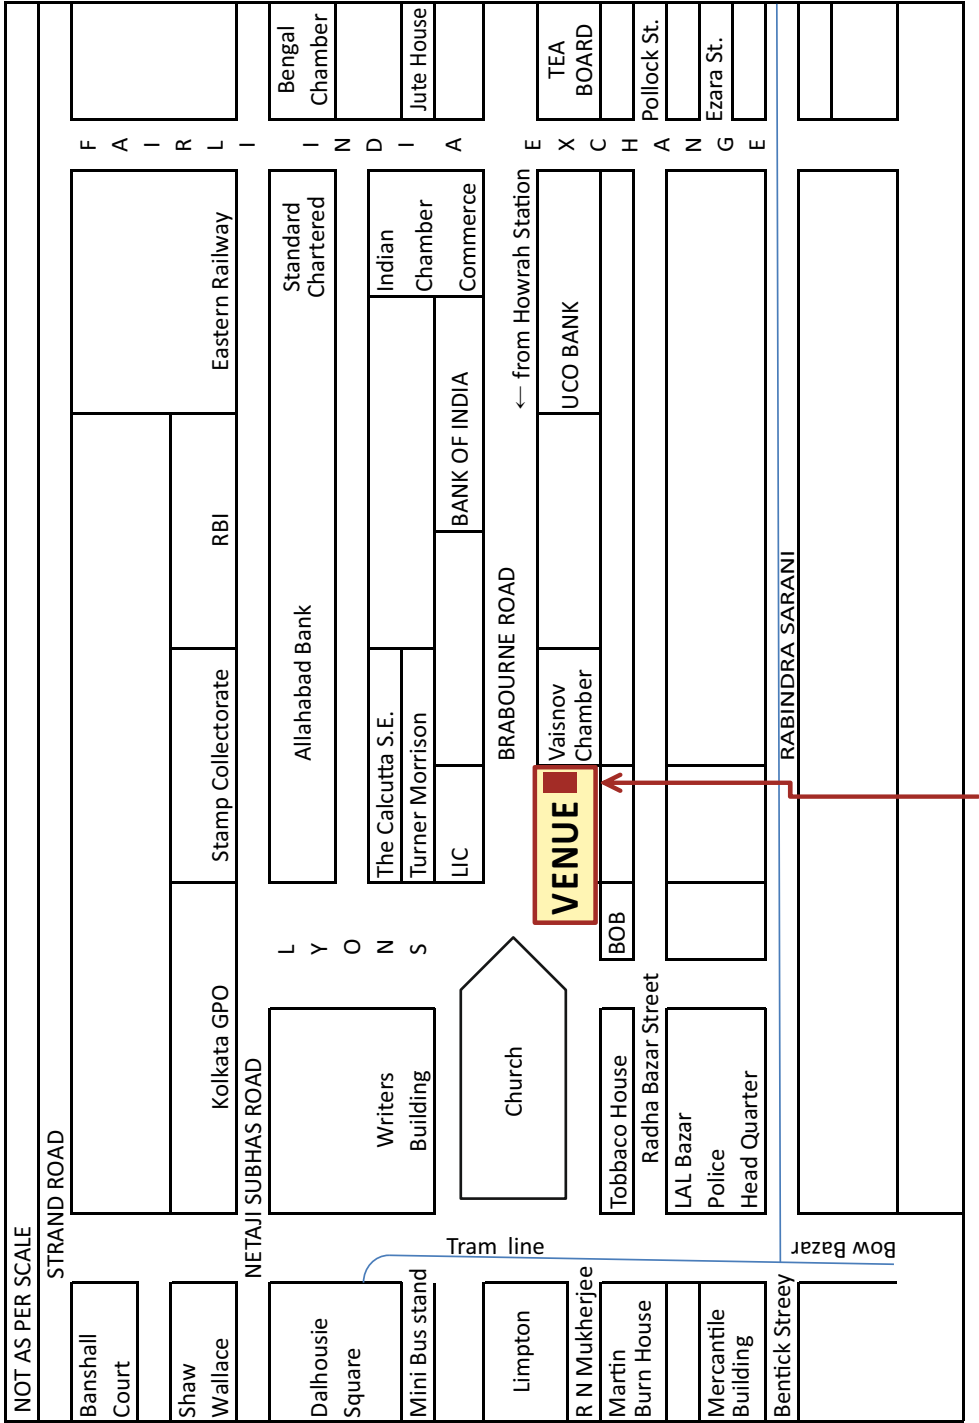 NOT AS PER SCALE
STRAND ROAD
Banshall
Court
Shaw
Wallace
Kolkata GPO
Stamp Collectorate
RBI
Eastern Railway
F A I R L I
NETAJI SUBHAS ROAD
Dalhousie
Square
Mini Bus stand
Writers
Building
L Y O N S
Allahabad Bank
Standard
Chartered
The Calcutta S.E.
Turner Morrison
LIC
BANK OF INDIA
Indian
Chamber
Commerce
I N D I A
Bengal
Chamber
Jute House
Tram line
Limpton
Church
BRABOURNE ROAD
← from Howrah Station
VENUE
Vaisnov
Chamber
UCO BANK
E X C H A N G E
TEA
BOARD
R N Mukherjee
Martin
Burn House
Tobbaco House
BOB
Radha Bazar Street
Pollock St.
Mercantile
Building
LAL Bazar
Police
Head Quarter
Ezara St.
Bentick Streey
Bow Bazar
RABINDRA SARANI